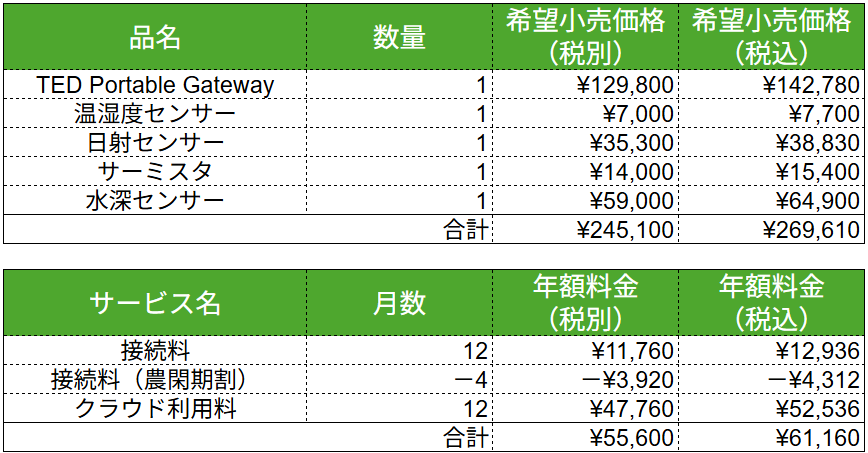 品名 数量 希望小売価格（税別） 希望小売価格（税込）
TED Portable Gateway 1 ¥129,800 ¥142,780
温湿度センサー 1 ¥7,000 ¥7,700
日射センサー 1 ¥35,300 ¥38,830
サーミスタ 1 ¥14,000 ¥15,400
水深センサー 1 ¥59,000 ¥64,900
合計 ¥245,100 ¥269,610
サービス名 月数 年額料金（税別） 年額料金（税込）
接続料 12 ¥11,760 ¥12,936
接続料（農閑期割） －4 －¥3,920 －¥4,312
クラウド利用料 12 ¥47,760 ¥52,536
合計 ¥55,600 ¥61,160